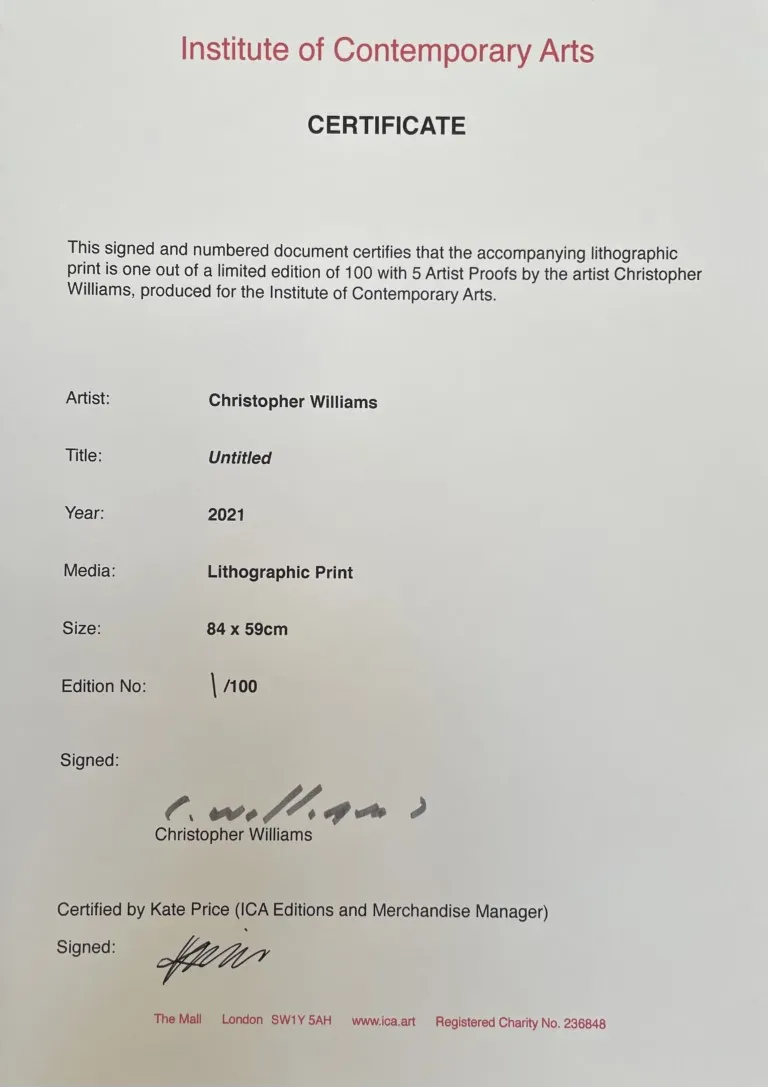 Institute of Contemporary Arts
CERTIFICATE
This signed and numbered document certifies that the accompanying lithographic
print is one out of a limited edition of 100 with 5 Artist Proofs by the artist Christopher
Williams, produced for the Institute of Contemporary Arts.
Artist: Christopher Williams
Title: Untitled
Year: 2021
Media: Lithographic Print
Size: 84 x 59cm
Edition No: 1/100
Signed:
C. Williams
Christopher Williams
Certified by Kate Price (ICA Editions and Merchandise Manager)
Signed:
The Mall London SW1Y 5AH www.ica.art Registered Charity No. 236848